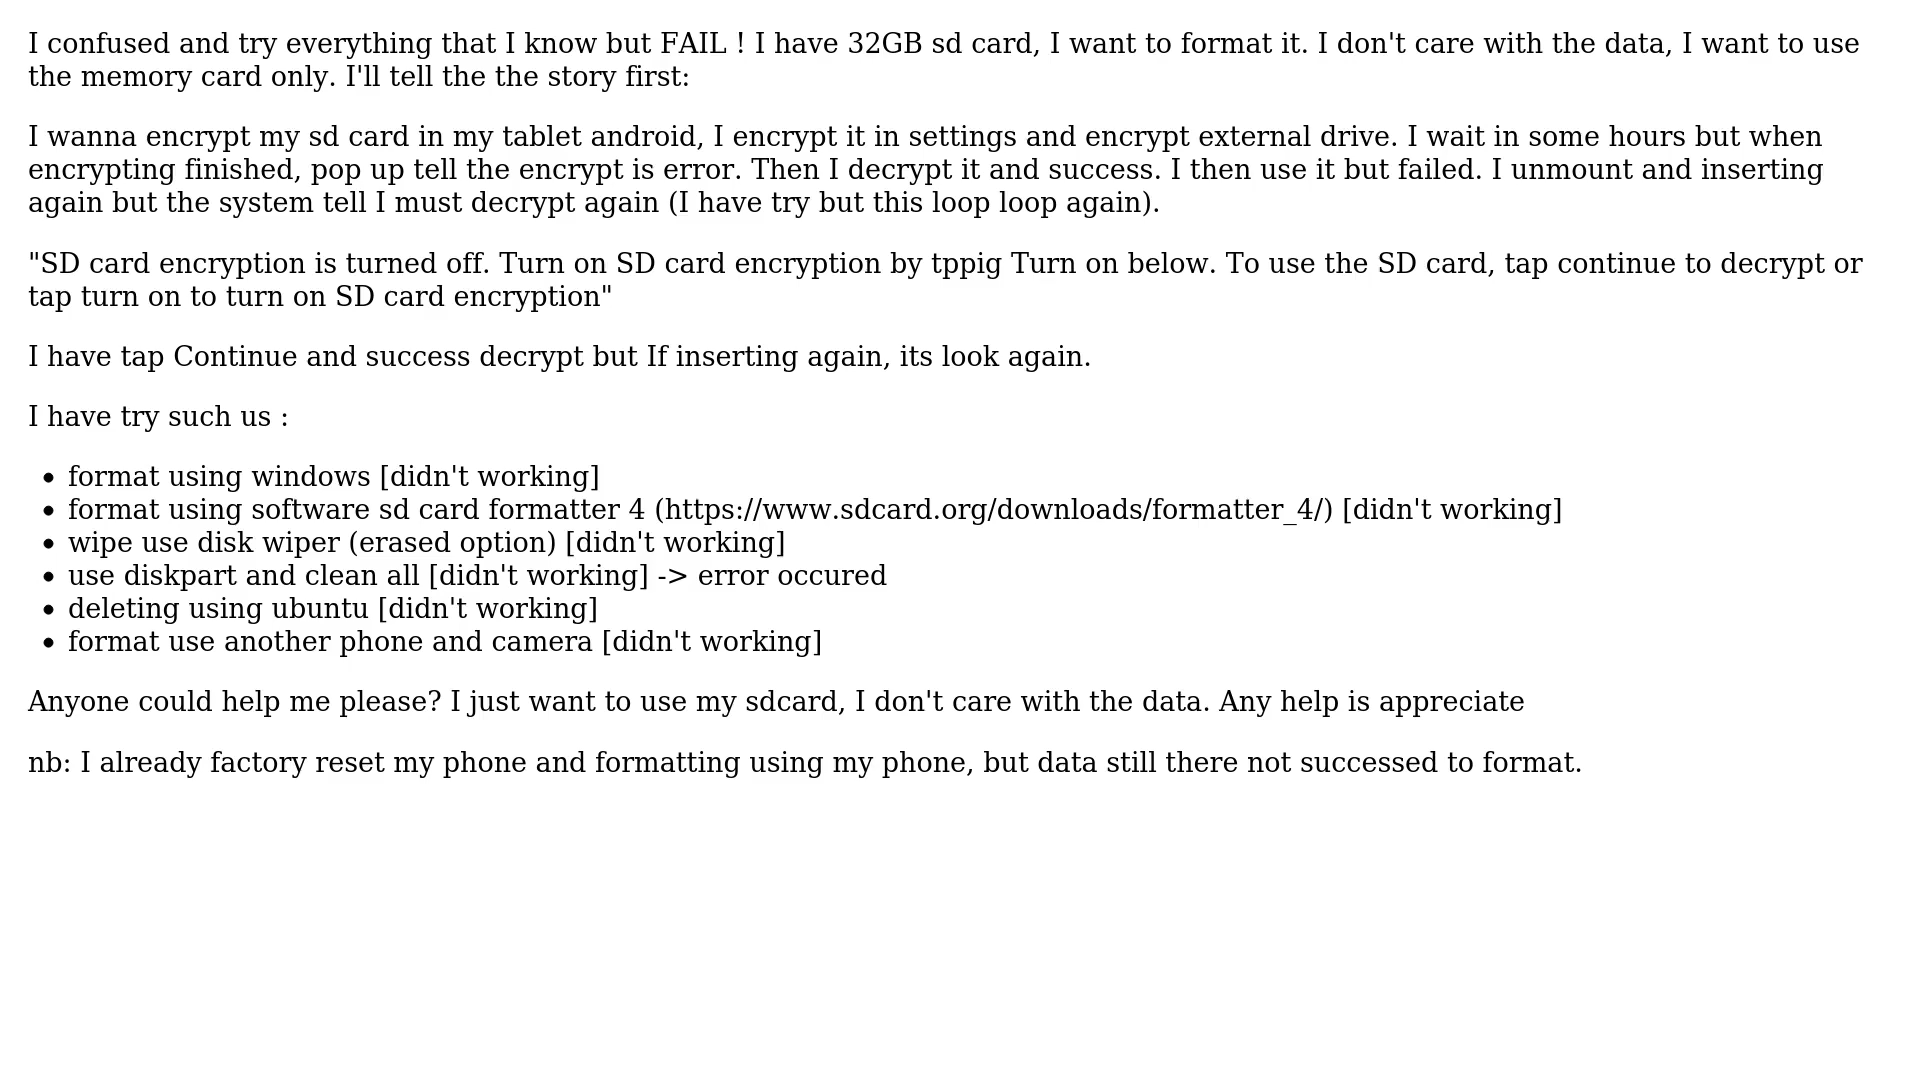 I confused and try everything that I know but FAIL ! I have 32GB sd card, I want to format it. I don't care with the data, I want to use
the memory card only. I'll tell the the story first:
I wanna encrypt my sd card in my tablet android, I encrypt it in settings and encrypt external drive. I wait in some hours but when
encrypting finished, pop up tell the encrypt is error. Then I decrypt it and success. I then use it but failed. I unmount and inserting
again but the system tell I must decrypt again (I have try but this loop loop again).
"SD card encryption is turned off. Turn on SD card encryption by tppig Turn on below. To use the SD card, tap continue to decrypt or
tap turn on to turn on SD card encryption"
I have tap Continue and success decrypt but If inserting again, its look again.
I have try such us :
• format using windows [didn't working]
• format using software sd card formatter 4 (https://www.sdcard.org/downloads/formatter_4/) [didn't working]
• wipe use disk wiper (erased option) [didn't working]
• use diskpart and clean all [didn't working] -> error occured
• deleting using ubuntu [didn't working]
• format use another phone and camera [didn't working]
Anyone could help me please? I just want to use my sdcard, I don't care with the data. Any help is appreciate
nb: I already factory reset my phone and formatting using my phone, but data still there not successed to format.